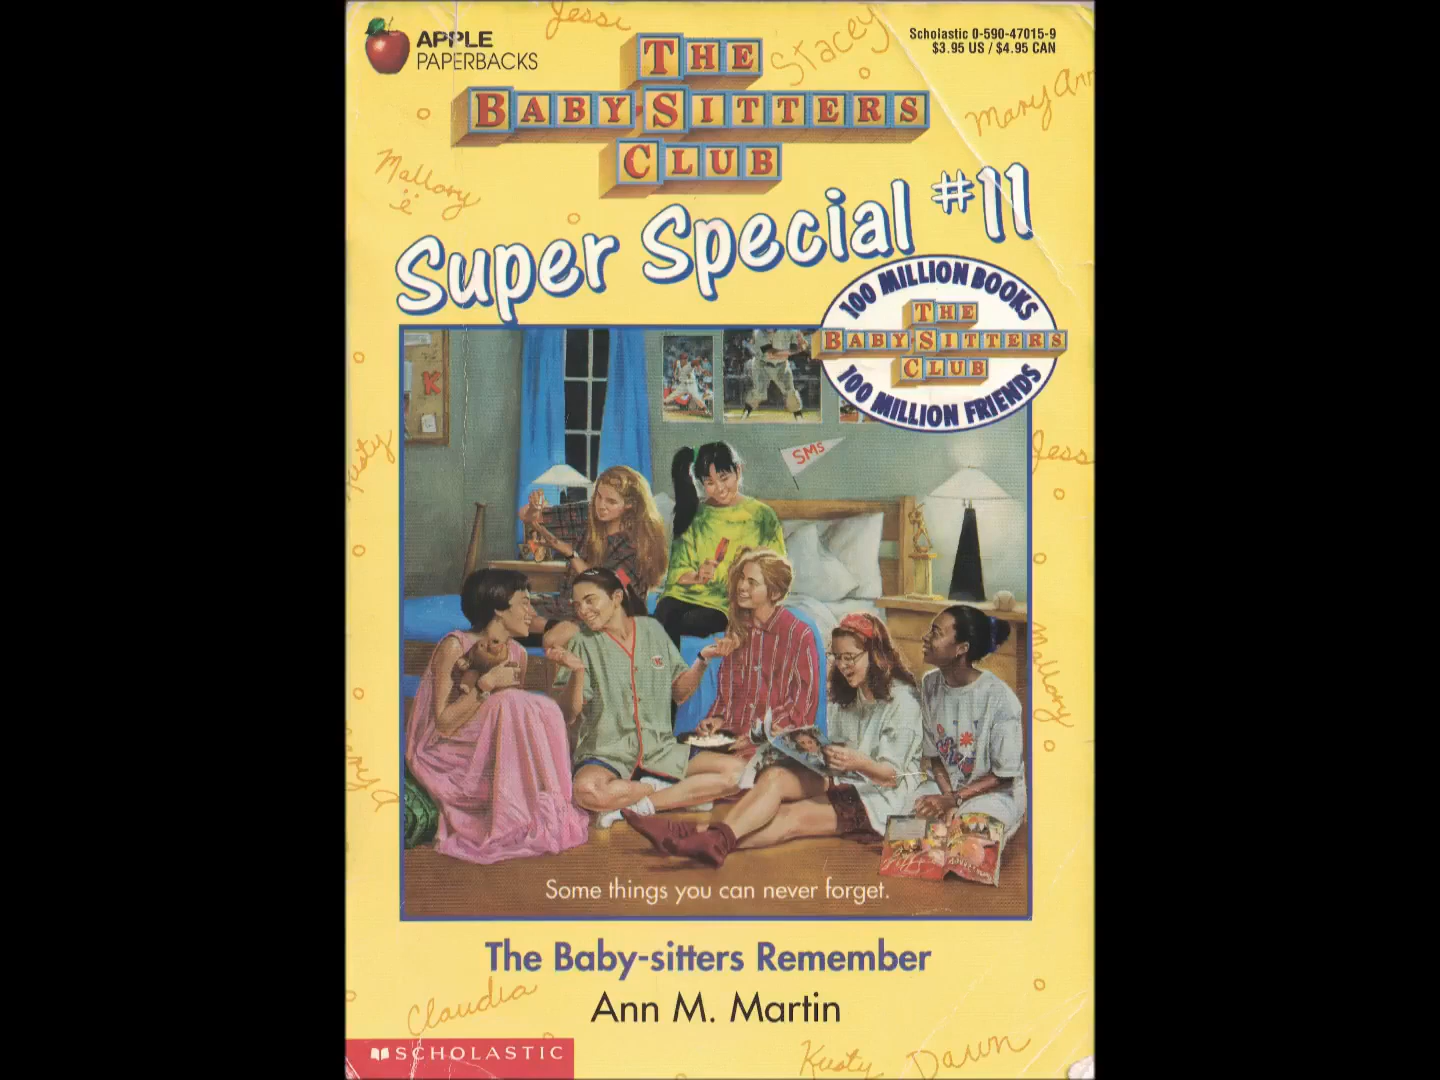 Jessi
APPLE
PAPERBACKS
Stacey
Scholastic 0-590-47015-9
$3.95 US / $4.95 CAN
Mary Ann
THE
BABY-SITTERS
CLUB
Mallory
Super Special #11
100 MILLION BOOKS
THE
BABY-SITTERS
CLUB
100 MILLION FRIENDS
K
SMS
Kristy
Jess
Mallory
Some things you can never forget.
The Baby-sitters Remember
Ann M. Martin
Claudia
SCHOLASTIC
Kristy
Dawn